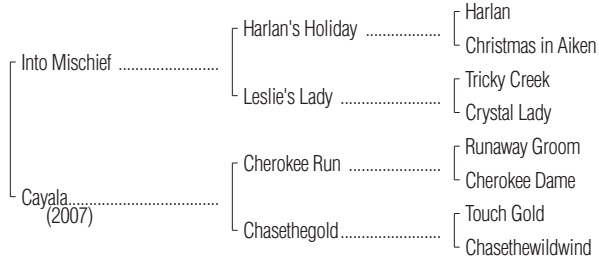 Harlan
Harlan's Holiday ..................
Christmas in Aiken
Into Mischief ........................
Tricky Creek
Leslie's Lady ........................
Crystal Lady
Runaway Groom
Cherokee Run ......................
Cherokee Dame
Cayala....................................
(2007)
Touch Gold
Chasethegold........................
Chasethewildwind